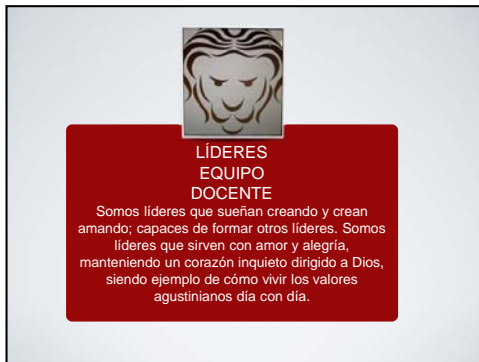 LÍDERES
EQUIPO
DOCENTE
Somos líderes que sueñan creando y crean
amando; capaces de formar otros líderes. Somos
líderes que sirven con amor y alegría,
manteniendo un corazón inquieto dirigido a Dios,
siendo ejemplo de cómo vivir los valores
agustinianos día con día.